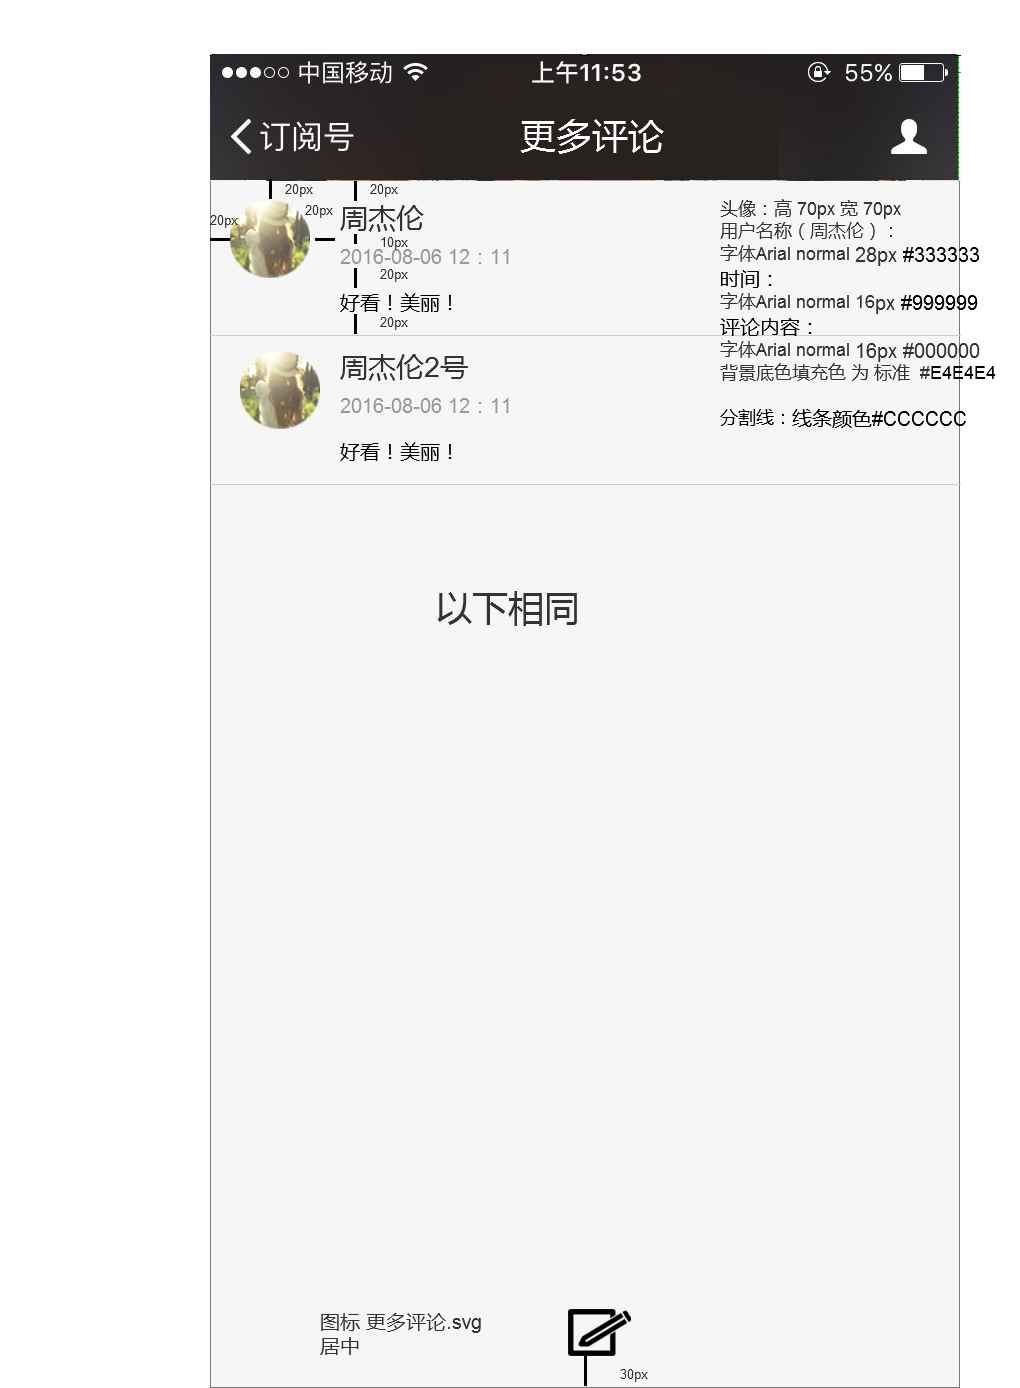 中国移动 上午11:53 55%
订阅号 更多评论
20px 20px
20px 20px 周杰伦
10px
2016-08-06 12：11
20px
好看！美丽！
20px
头像：高 70px 宽 70px
用户名称（周杰伦）：
字体Arial normal 28px #333333
时间：
字体Arial normal 16px #999999
评论内容：
字体Arial normal 16px #000000
背景底色填充色 为 标准 #E4E4E4
分割线：线条颜色#CCCCCC
周杰伦2号
2016-08-06 12：11
好看！美丽！
以下相同
图标 更多评论.svg
居中
30px